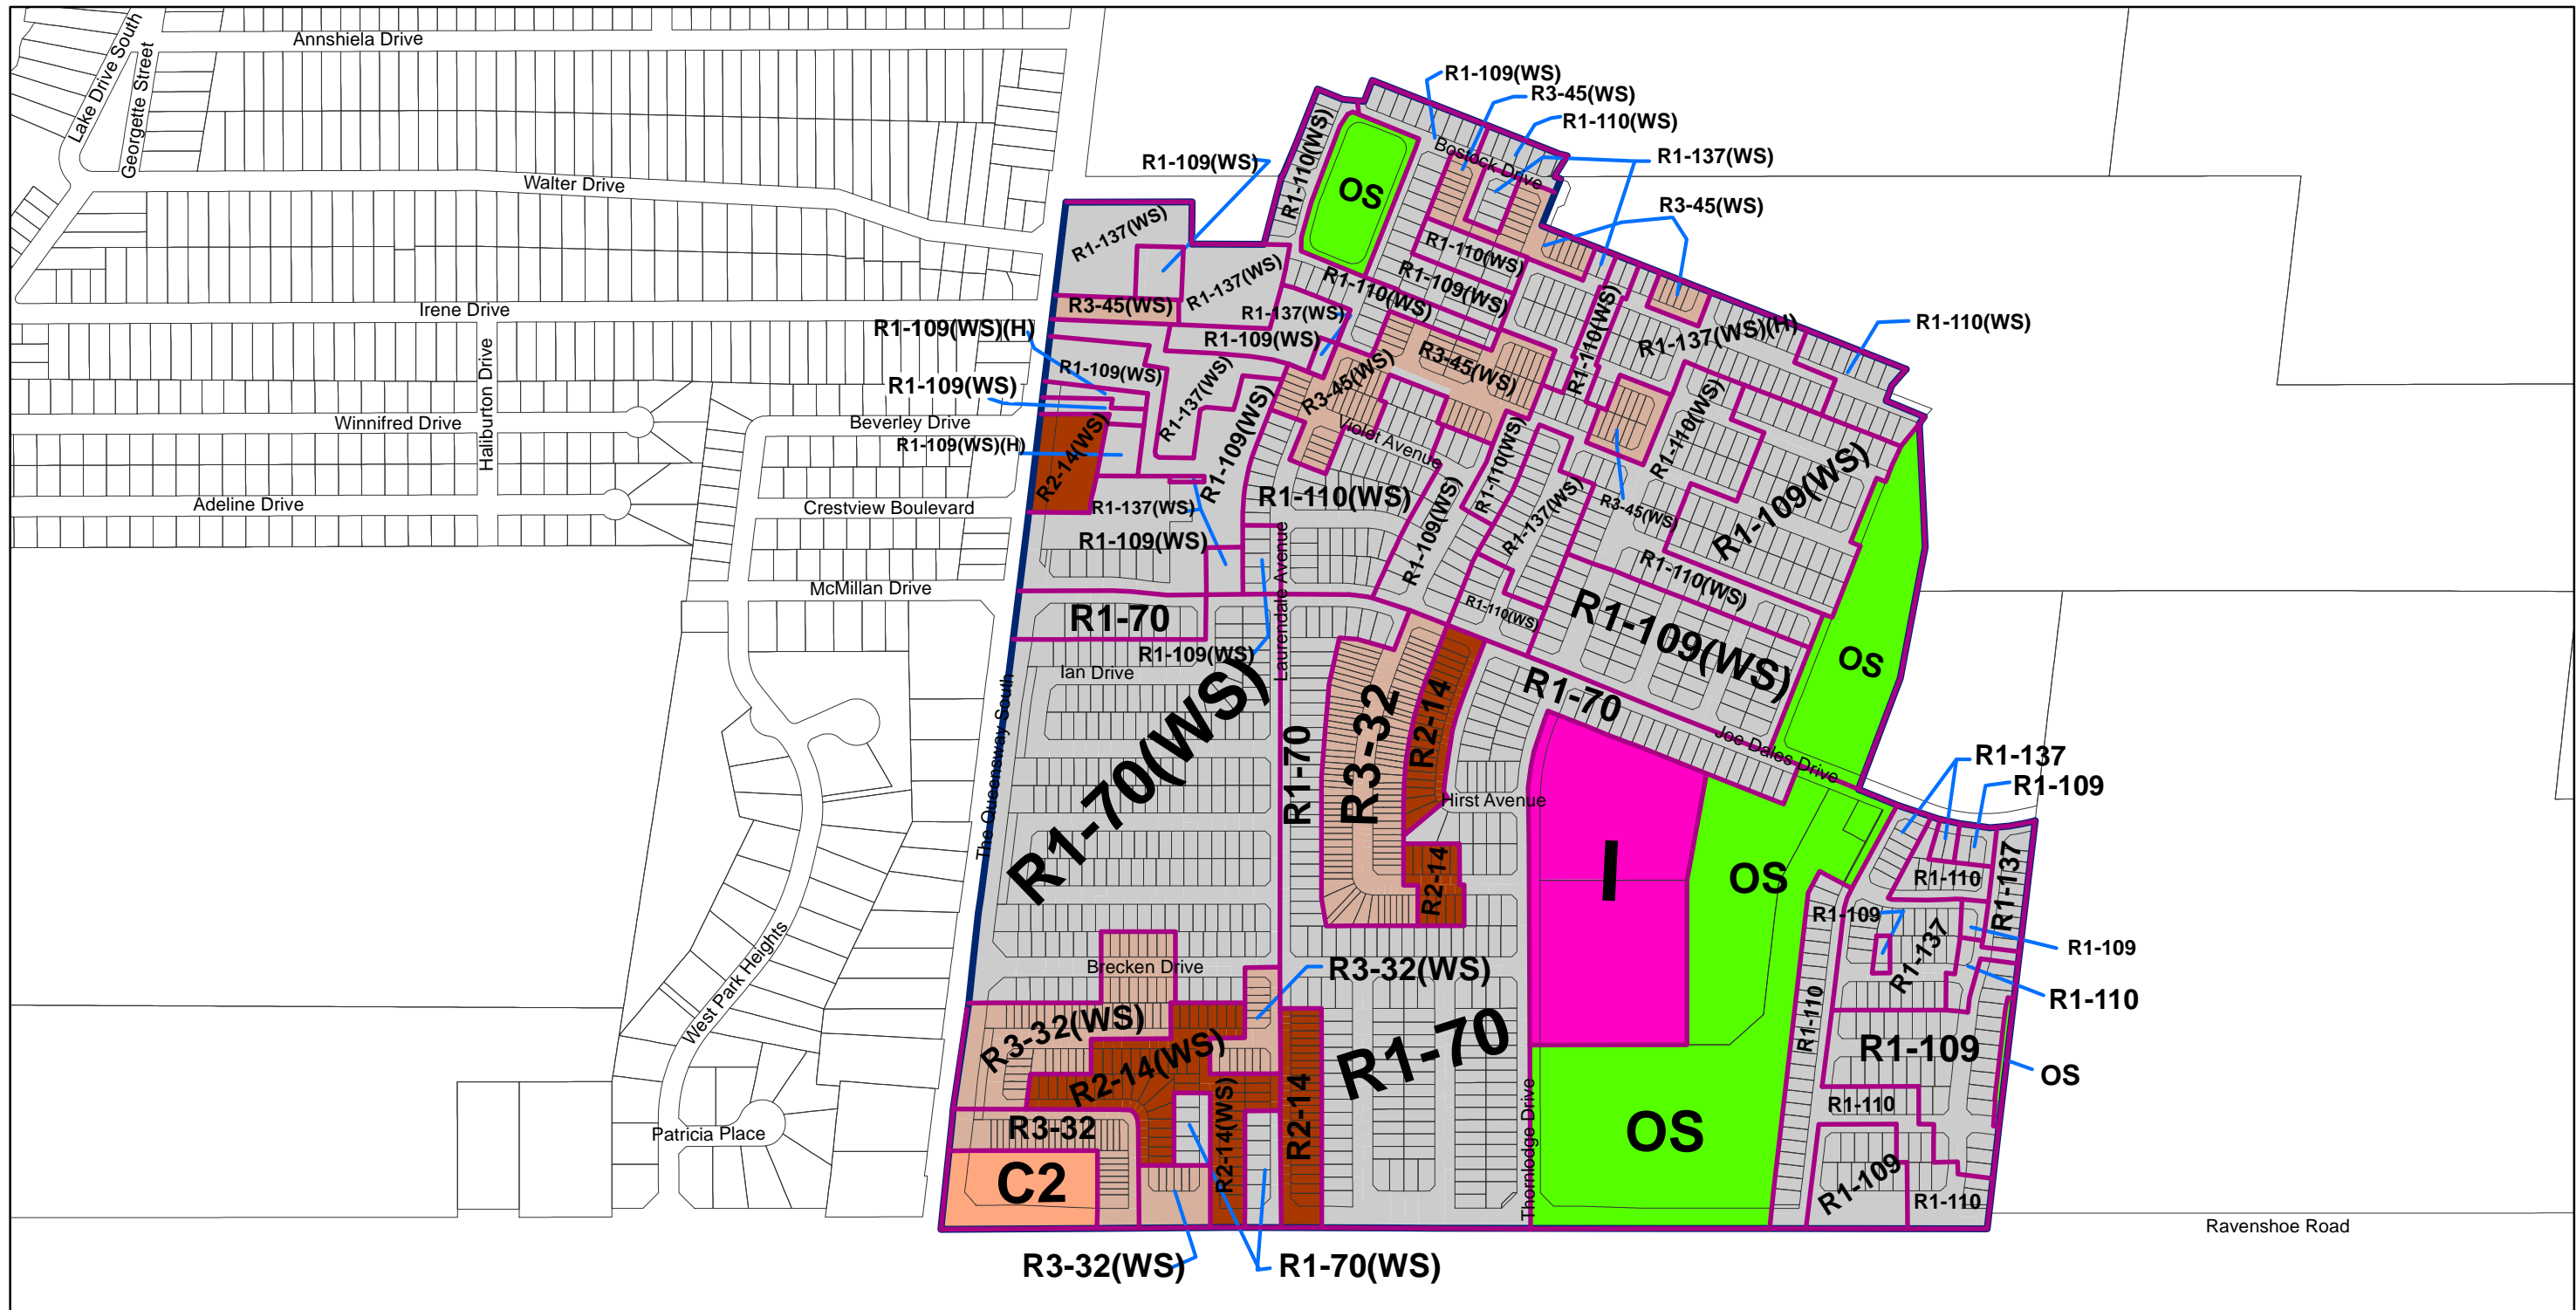 Lake Drive South
Georgette Street
Annshiela Drive
Walter Drive
Irene Drive
Haliburton Drive
Winnifred Drive
Adeline Drive
Beverley Drive
Crestview Boulevard
McMillan Drive
West Park Heights
Patricia Place
The Queensway South
R1-109(WS)
R3-45(WS)
R1-110(WS)
R1-137(WS)
R3-45(WS)
R1-110(WS)
R1-109(WS)
R1-110(WS)
OS
Bostock Drive
R1-137(WS)
R1-137(WS)
R3-45(WS)
R1-137(WS)
R1-109(WS)
R1-110(WS)
R1-110(WS)
R1-109(WS)
R1-110(WS)
R1-137(WS)(H)
R1-109(WS)(H)
R1-109(WS)
R1-109(WS)
R1-109(WS)(H)
R2-14(WS)
R1-137(WS)
R1-109(WS)
R3-45(WS)
R3-45(WS)
Violet Avenue
R1-110(WS)
R1-110(WS)
R1-109(WS)
R1-137(WS)
R1-110(WS)
R3-45(WS)
R1-109(WS)
R1-137(WS)
R1-109(WS)
R1-110(WS)
R1-110(WS)
R1-109(WS)
OS
R1-70
R1-109(WS)
Laurendale Avenue
Ian Drive
R1-70(WS)
R1-70
R3-32
R2-14
R1-70
Joe Dales Drive
Hirst Avenue
R2-14
I
OS
R1-137
R1-109
R1-110
R1-137
R1-109
R1-137
R1-109
R1-110
R1-110
R1-109
OS
R1-110
R1-109
R1-110
Brecken Drive
R3-32(WS)
R3-32(WS)
R2-14(WS)
R2-14(WS)
R2-14
R1-70
Thornlodge Drive
OS
R3-32
C2
R3-32(WS)
R1-70(WS)
Ravenshoe Road